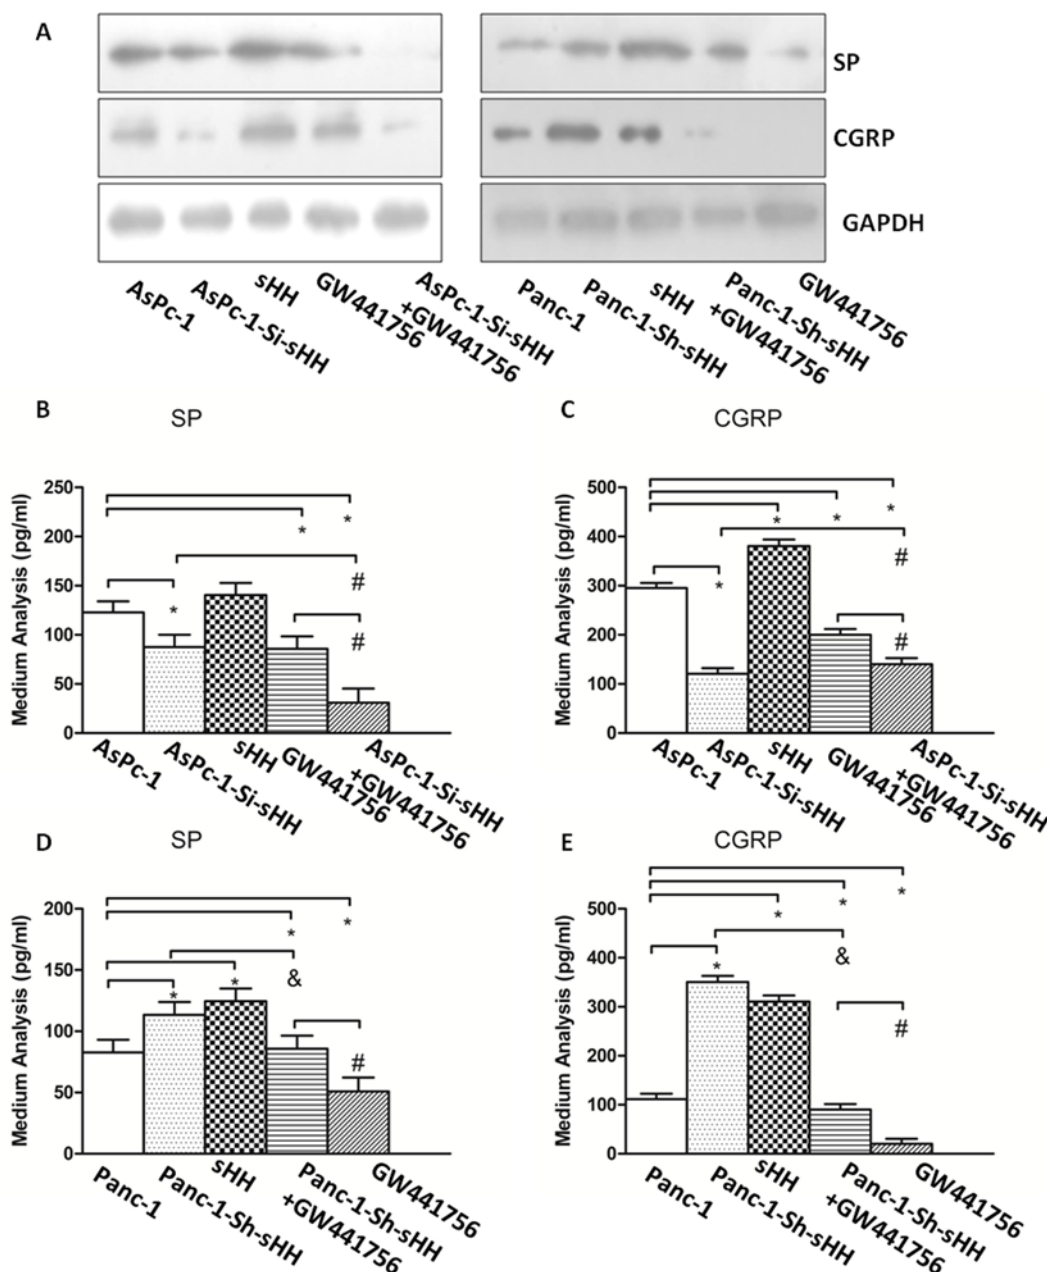 A
SP
CGRP
GAPDH
AsPc-1
AsPc-1-Si-sHH
sHH
GW441756
AsPc-1-Si-sHH
+GW441756
Panc-1
Panc-1-Sh-sHH
sHH
Panc-1-Sh-sHH
+GW441756
GW441756
B
SP
Medium Analysis (pg/ml)
250
200
150
100
50
0
*
*
*
#
#
AsPc-1
AsPc-1-Si-sHH
sHH
GW441756
AsPc-1-Si-sHH
+GW441756
C
CGRP
Medium Analysis (pg/ml)
500
400
300
200
100
0
*
*
*
*
#
#
AsPc-1
AsPc-1-Si-sHH
sHH
GW441756
AsPc-1-Si-sHH
+GW441756
D
SP
Medium Analysis (pg/ml)
200
150
100
50
0
*
*
*
*
&
#
Panc-1
Panc-1-Sh-sHH
sHH
Panc-1-Sh-sHH
+GW441756
GW441756
E
CGRP
Medium Analysis (pg/ml)
500
400
300
200
100
0
*
*
*
*
&
#
Panc-1
Panc-1-Sh-sHH
sHH
Panc-1-Sh-sHH
+GW441756
GW441756